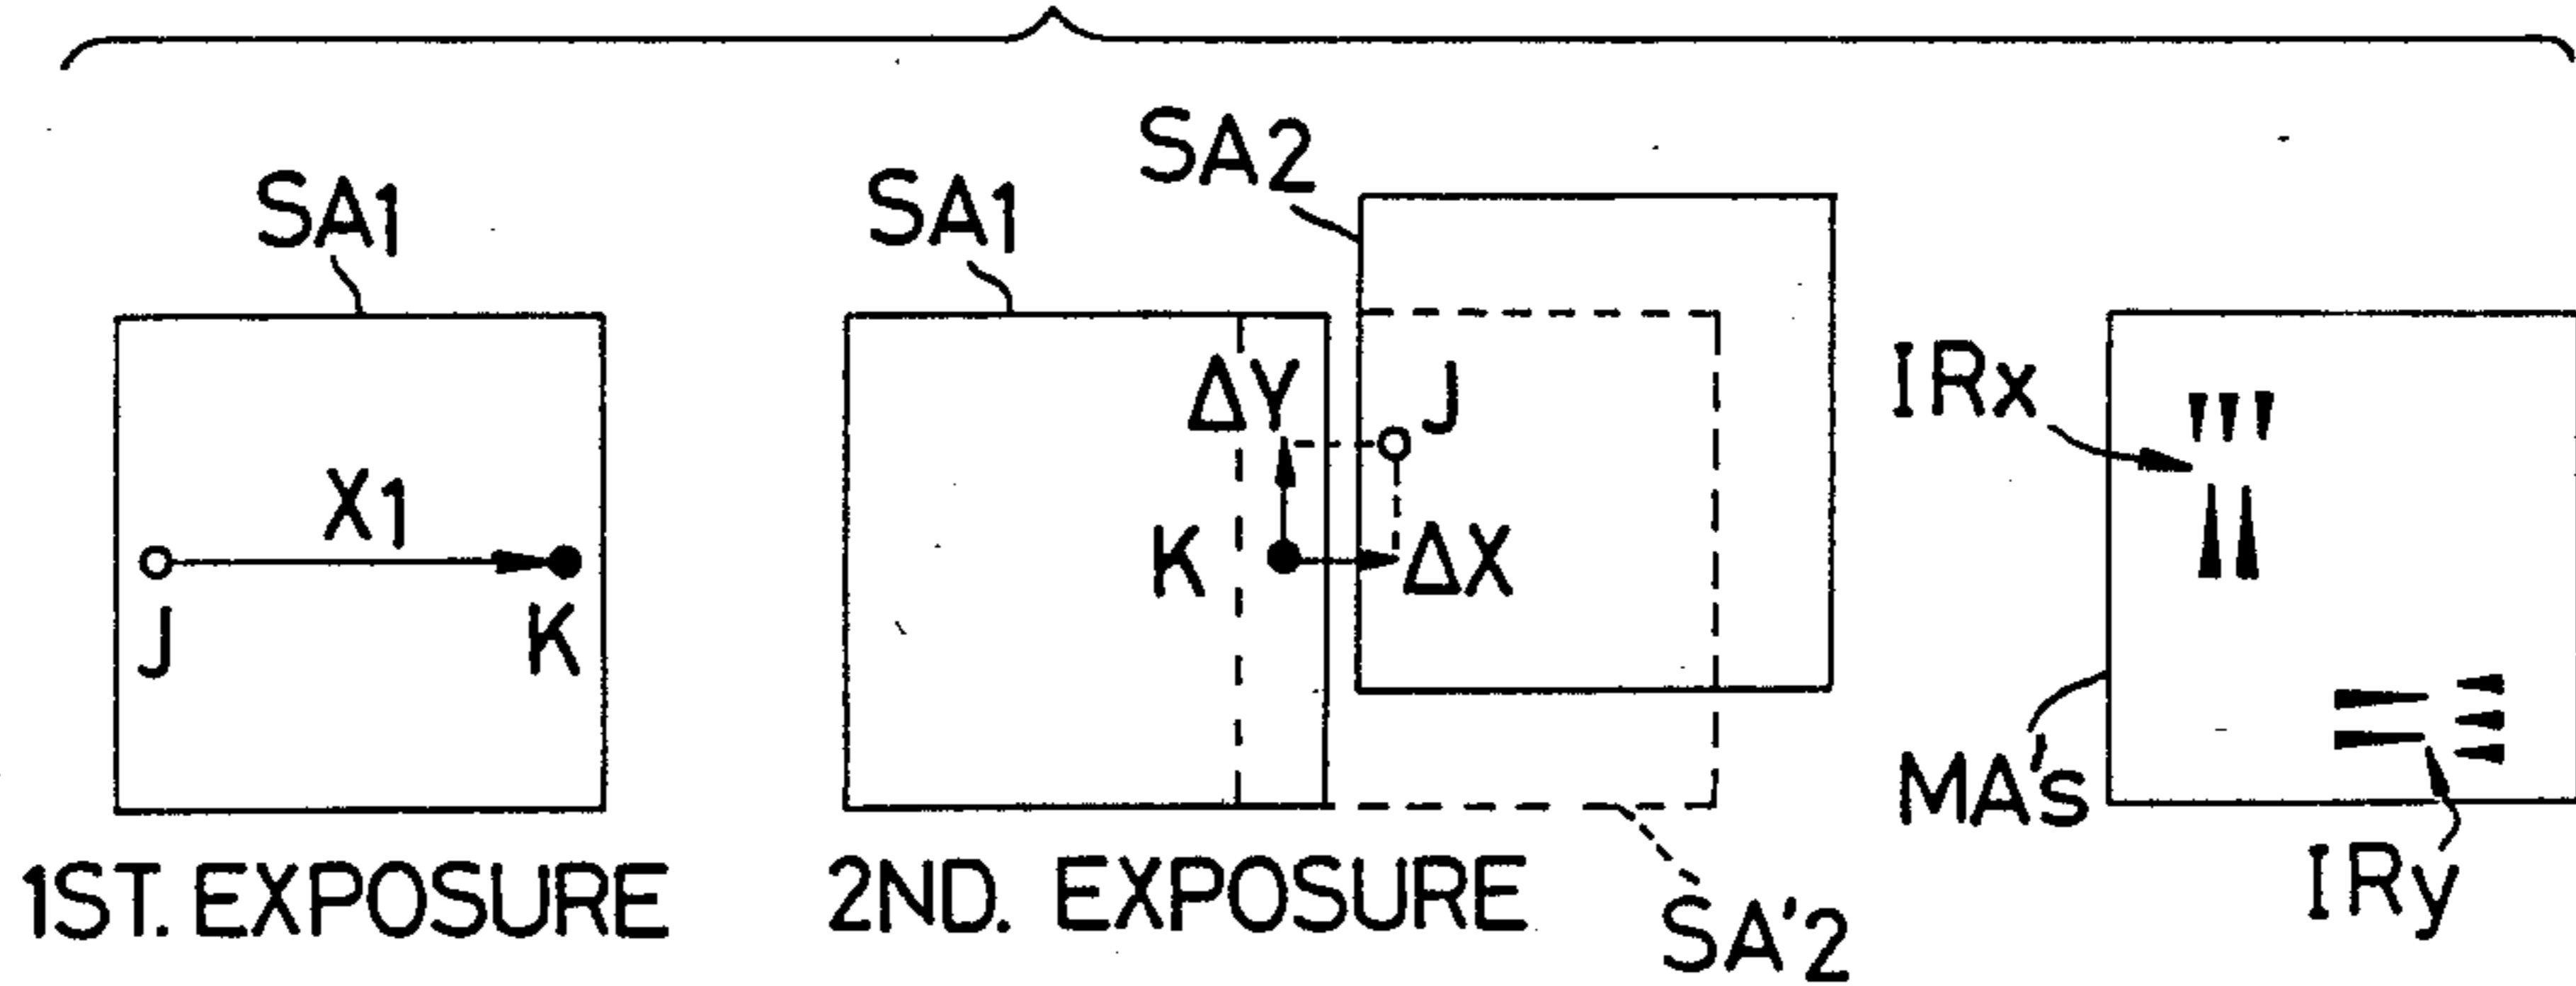 SA1
J
X1
K
1ST. EXPOSURE
SA1
SA2
ΔY
J
K
ΔX
2ND. EXPOSURE
SA'2
IRx
MA's
IRy